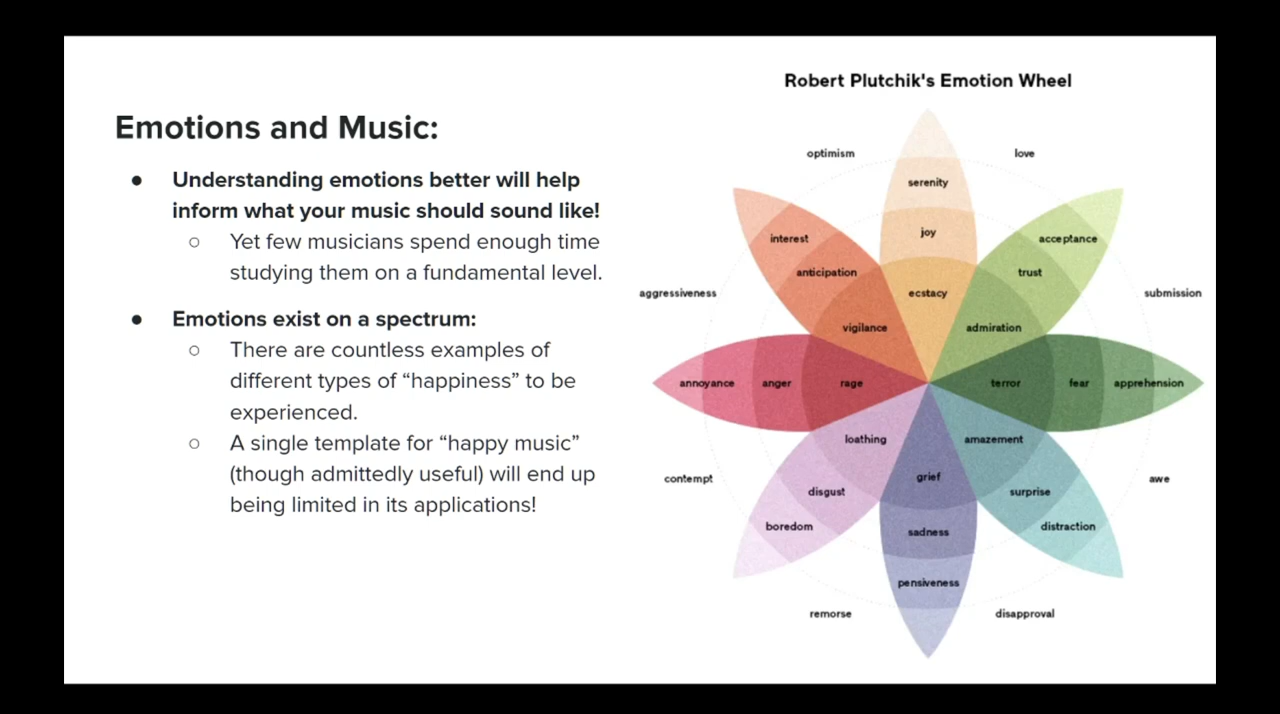 Emotions and Music:
● Understanding emotions better will help
inform what your music should sound like!
○ Yet few musicians spend enough time
studying them on a fundamental level.
● Emotions exist on a spectrum:
○ There are countless examples of
different types of “happiness” to be
experienced.
○ A single template for “happy music”
(though admittedly useful) will end up
being limited in its applications!
Robert Plutchik's Emotion Wheel
optimism
love
serenity
interest
joy
acceptance
anticipation
trust
aggressiveness
ecstacy
submission
vigilance
admiration
annoyance
anger
rage
terror
fear
apprehension
loathing
amazement
contempt
grief
awe
disgust
surprise
boredom
sadness
distraction
pensiveness
remorse
disapproval